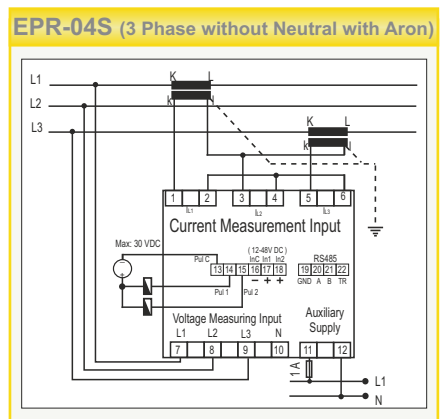 EPR-04S (3 Phase without Neutral with Aron)
K L
L1
L2
K L
L3
k l
k l
1 2 3 4 5 6
IL1 IL2 IL3
Current Measurement Input
Max: 30 VDC
( 12-48V DC )
InC In1 In2
RS485
Pul C 13 14 15 16 17 18 19 20 21 22
− + + GND A B TR
Pul 1 Pul 2
Voltage Measuring Input
Auxiliary
Supply
L1 L2 L3 N
7 8 9 10 11 12
1 A
L1
N